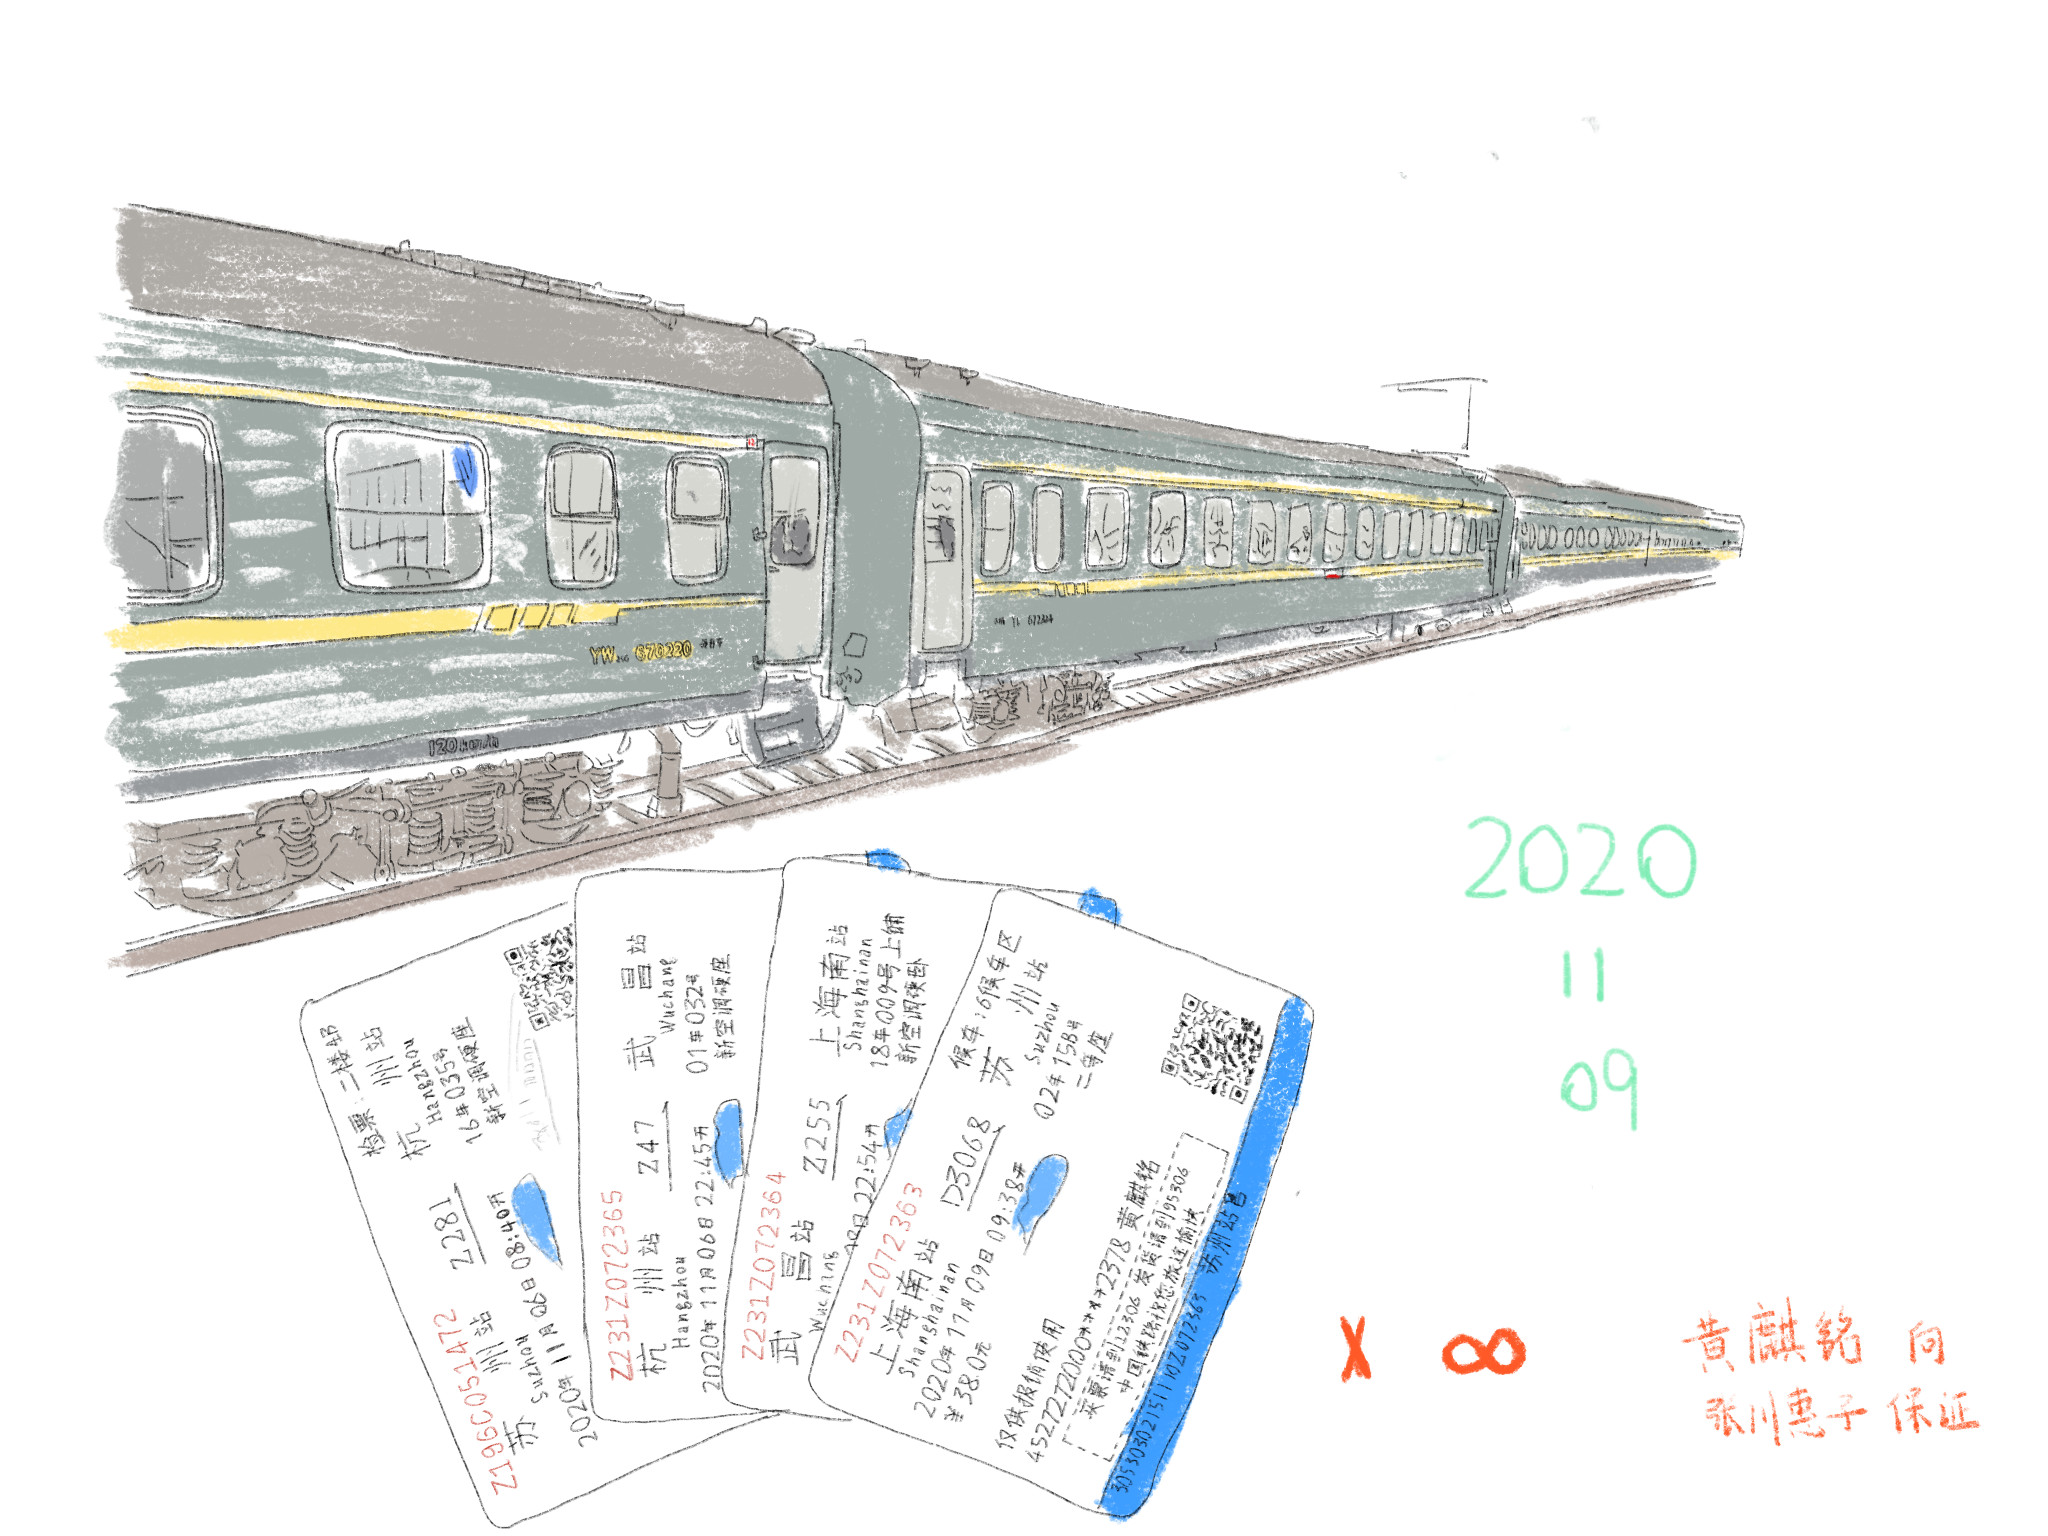 YW 670220
120km/h
YZ 672304
检票:二楼4B
杭 州 站
Hangzhou
16车035号
新空调硬座
Z281
苏 州 站
Suzhou
2020年 11月 06日 08:40开
Z196C051472
武 昌 站
Wuchang
01车032号
新空调硬座
Z47
杭 州 站
Hangzhou
2020年11月06日 22:45开
Z231Z072365
上海南站
Shanghainan
18车009号上铺
新空调硬卧
Z255
武 昌 站
22:54开
Z231Z072364
候车:6候车区
苏 州 站
Suzhou
02车15B号
二等座
D3068
上海南站
Shanghainan
2020年11月09日 09:38开
¥38.0元
Z231Z072363
仅供报销使用
4527272000****2378 黄麒铭
买票请到12306 发货请到95306
中国铁路祝您旅途愉快
30530302151110Z072363 苏州站售
2020
11
09
X ∞
黄麒铭 向
张川惠子 保证